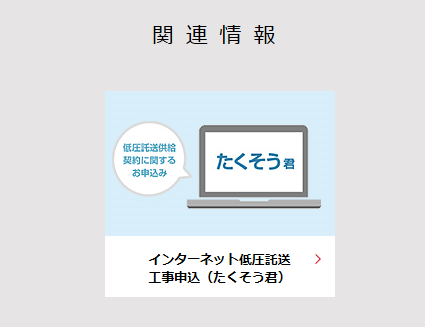 関連情報
低圧託送供給
契約に関する
お申込み
たくそう君
インターネット低圧託送
工事申込（たくそう君）